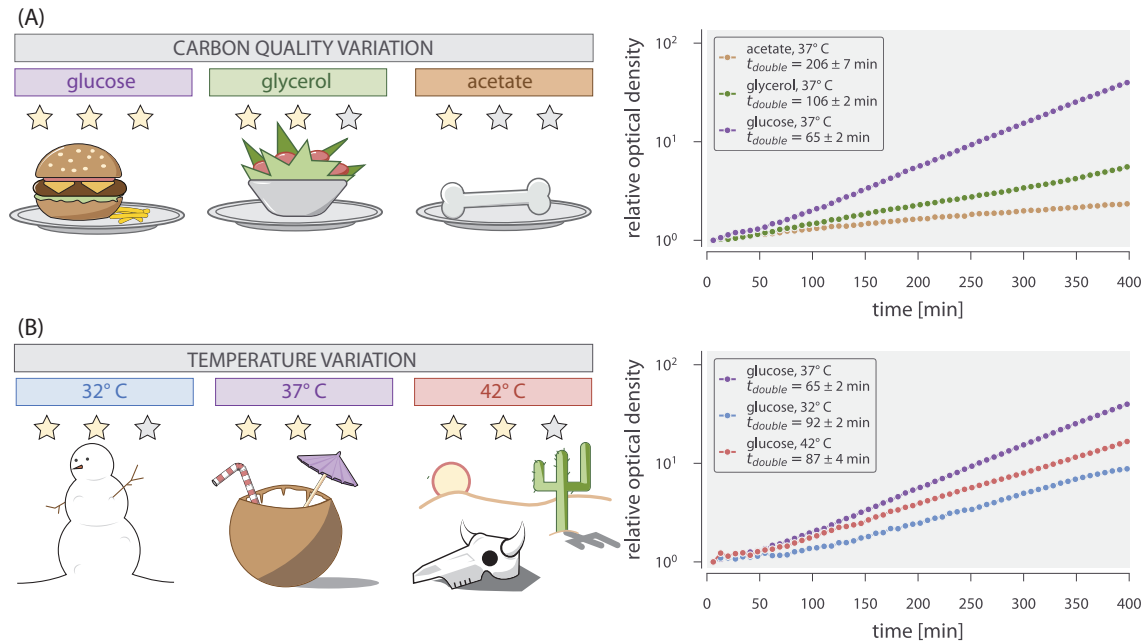 (A)
CARBON QUALITY VARIATION
glucose
glycerol
acetate
relative optical density
10²
10¹
10⁰
acetate, 37° C
t_double = 206 ± 7 min
glycerol, 37° C
t_double = 106 ± 2 min
glucose, 37° C
t_double = 65 ± 2 min
0 50 100 150 200 250 300 350 400
time [min]
(B)
TEMPERATURE VARIATION
32° C
37° C
42° C
relative optical density
10²
10¹
10⁰
glucose, 37° C
t_double = 65 ± 2 min
glucose, 32° C
t_double = 92 ± 2 min
glucose, 42° C
t_double = 87 ± 4 min
0 50 100 150 200 250 300 350 400
time [min]